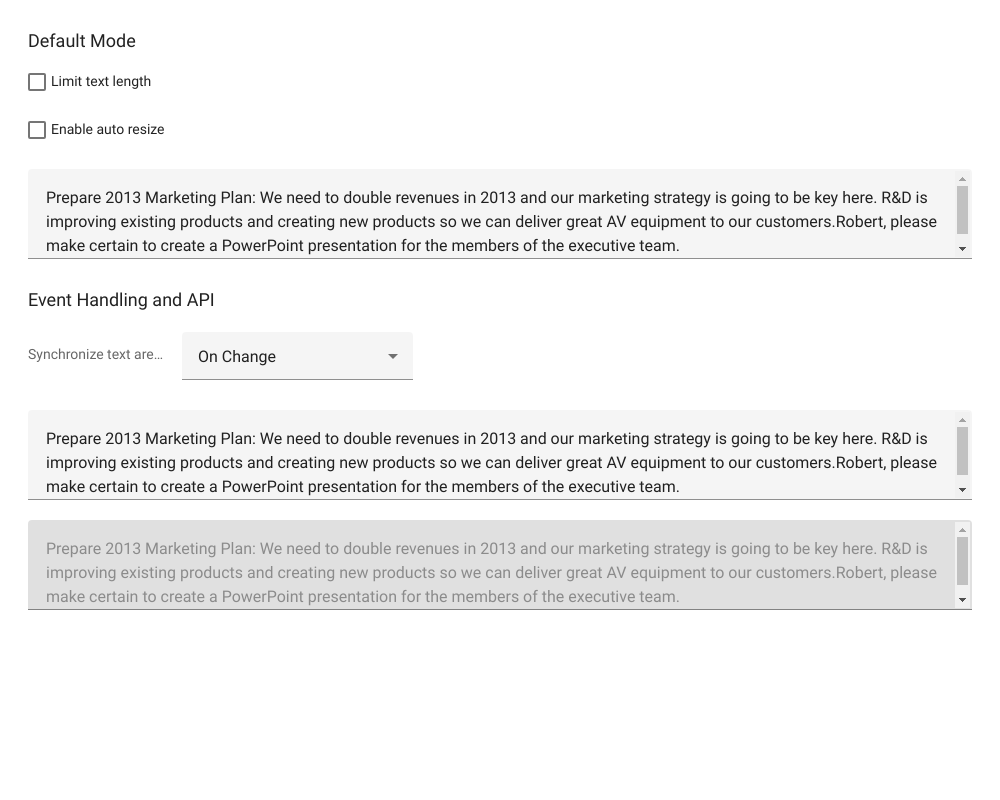 Default Mode
Limit text length
Enable auto resize
Prepare 2013 Marketing Plan: We need to double revenues in 2013 and our marketing strategy is going to be key here. R&D is
improving existing products and creating new products so we can deliver great AV equipment to our customers.Robert, please
make certain to create a PowerPoint presentation for the members of the executive team.
Event Handling and API
Synchronize text are…
On Change
Prepare 2013 Marketing Plan: We need to double revenues in 2013 and our marketing strategy is going to be key here. R&D is
improving existing products and creating new products so we can deliver great AV equipment to our customers.Robert, please
make certain to create a PowerPoint presentation for the members of the executive team.
Prepare 2013 Marketing Plan: We need to double revenues in 2013 and our marketing strategy is going to be key here. R&D is
improving existing products and creating new products so we can deliver great AV equipment to our customers.Robert, please
make certain to create a PowerPoint presentation for the members of the executive team.